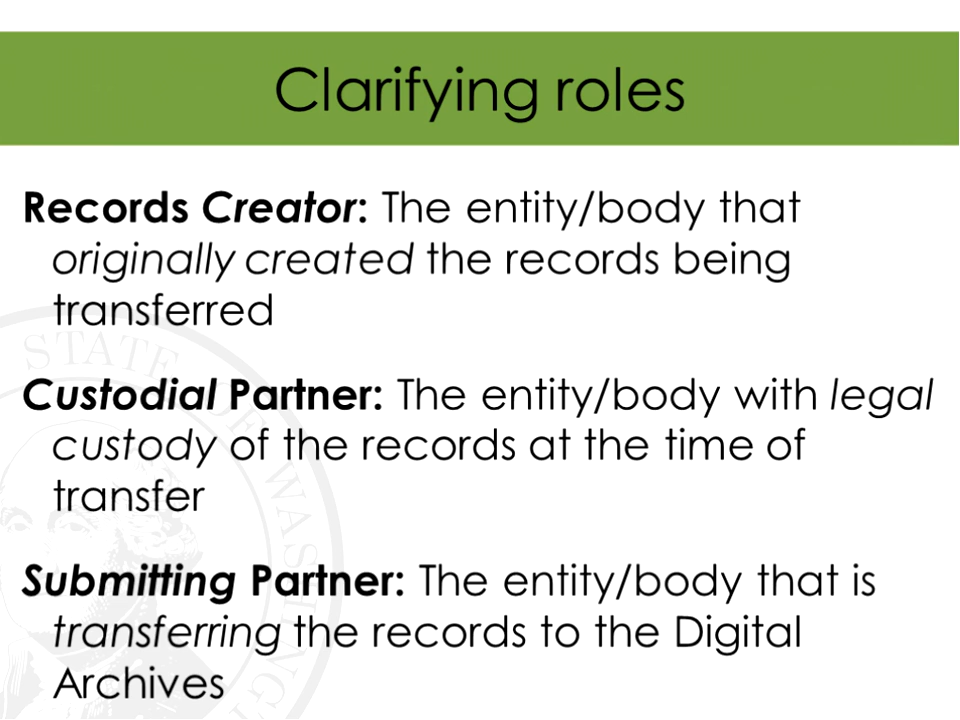 Clarifying roles
Records Creator: The entity/body that
originally created the records being
transferred
Custodial Partner: The entity/body with legal
custody of the records at the time of
transfer
Submitting Partner: The entity/body that is
transferring the records to the Digital
Archives
STATE
WASHING